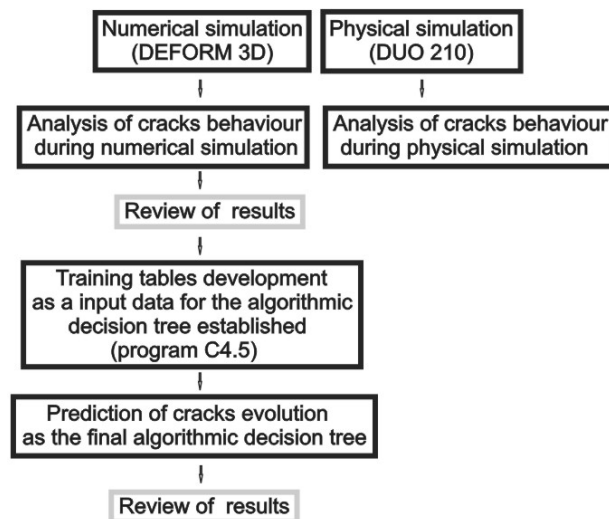 Numerical simulation
(DEFORM 3D)
Physical simulation
(DUO 210)
Analysis of cracks behaviour
during numerical simulation
Analysis of cracks behaviour
during physical simulation
Review of results
Training tables development
as a input data for the algorithmic
decision tree established
(program C4.5)
Prediction of cracks evolution
as the final algorithmic decision tree
Review of results